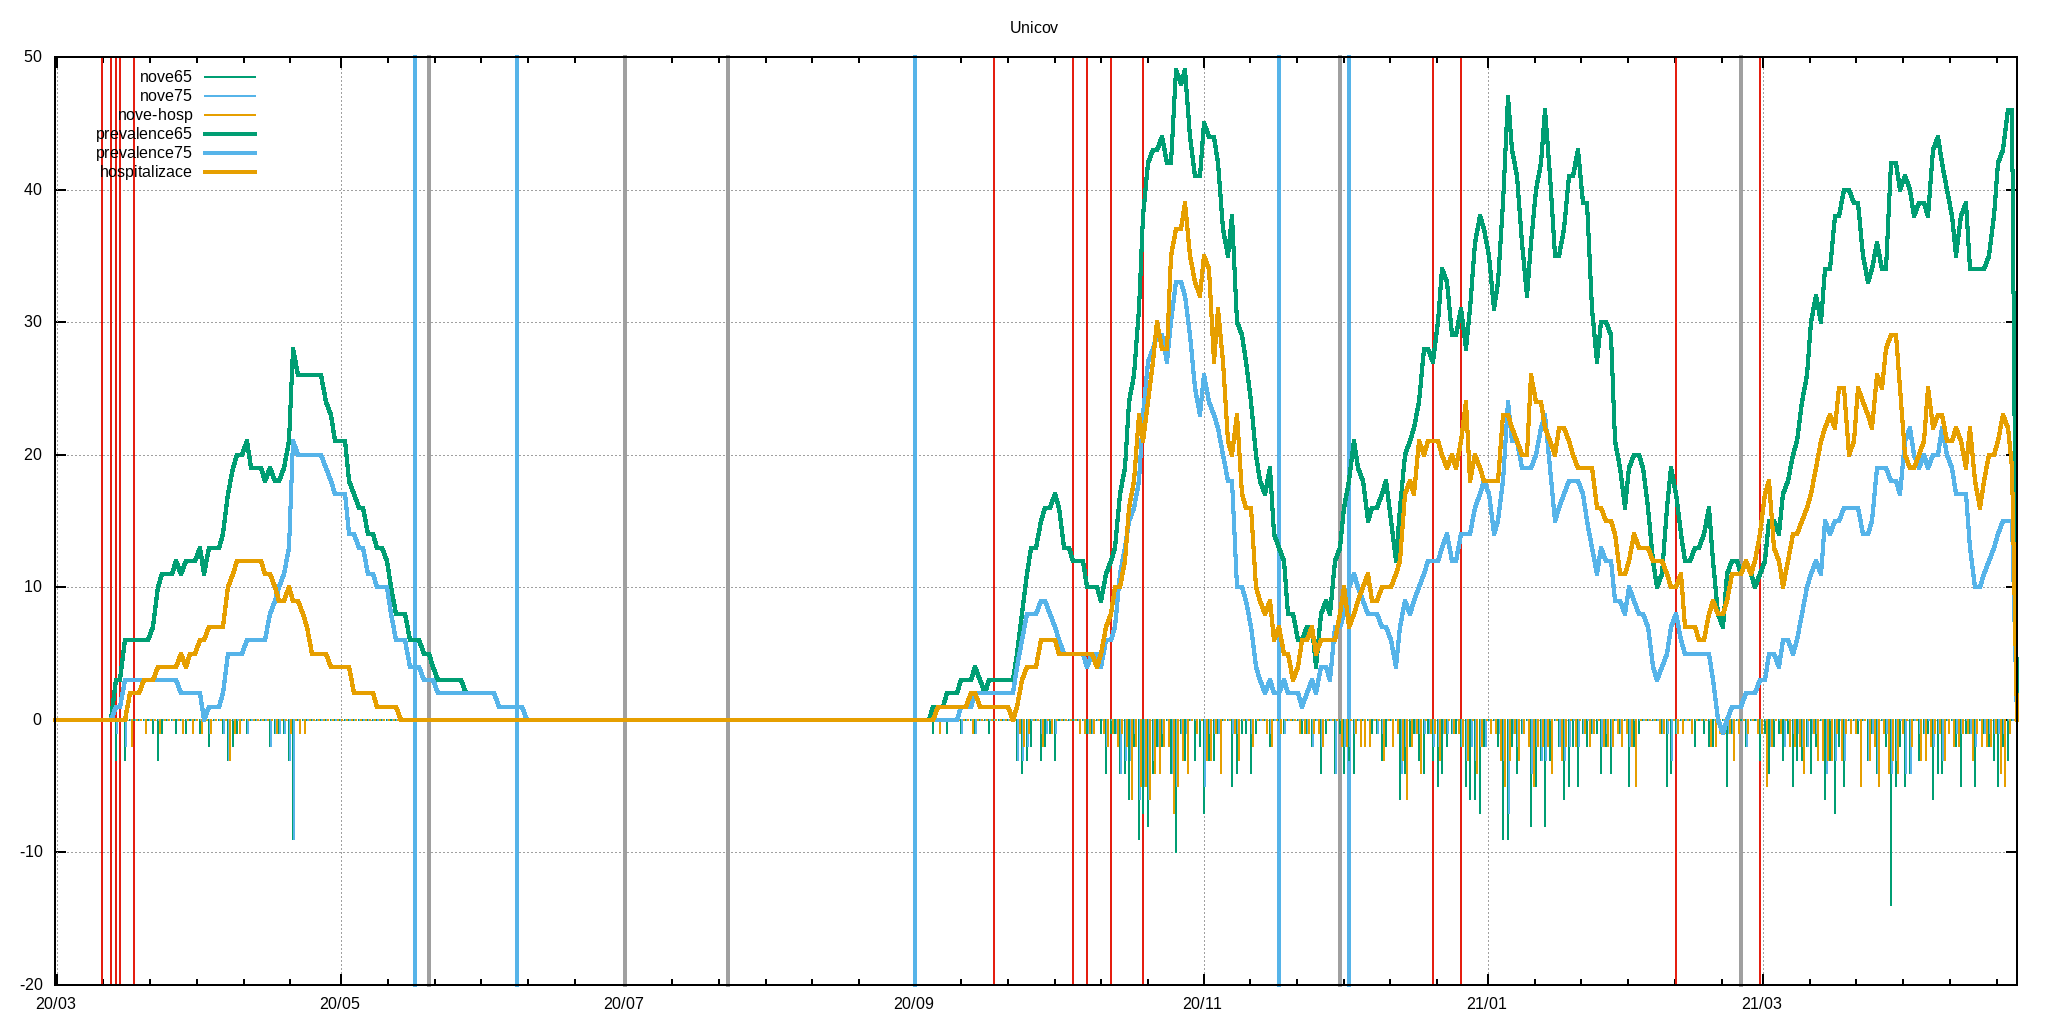 Unicov
50
40
30
20
10
0
-10
-20
nove65
nove75
nove-hosp
prevalence65
prevalence75
hospitalizace
20/03 20/05 20/07 20/09 20/11 21/01 21/03